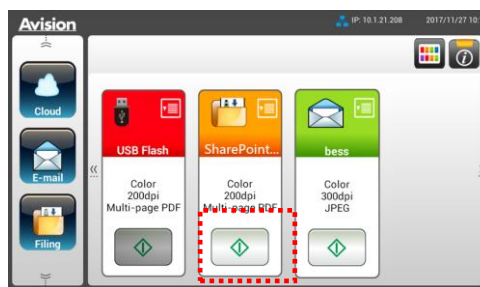 Avision
IP: 10.1.21.208
2017/11/27 10:
Cloud
E-mail
Filing
USB Flash
Color
200dpi
Multi-page PDF
SharePoint...
Color
200dpi
Multi-page PDF
bess
Color
300dpi
JPEG